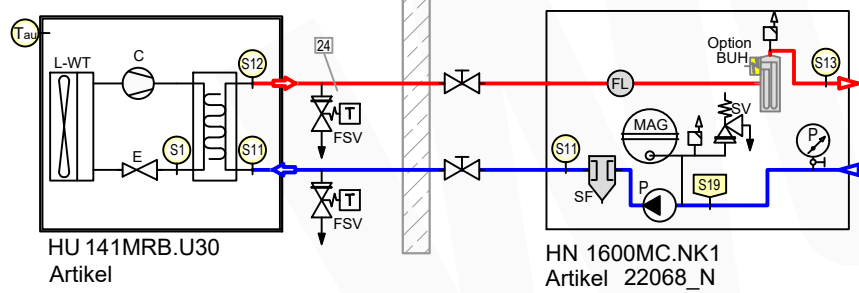 Tau
L-WT
C
S12
24
Option
BUH
S13
FL
T
FSV
MAG
SV
P
E
S1
S11
S11
SF
P
S19
T
FSV
HU 141MRB.U30
Artikel
HN 1600MC.NK1
Artikel 22068_N